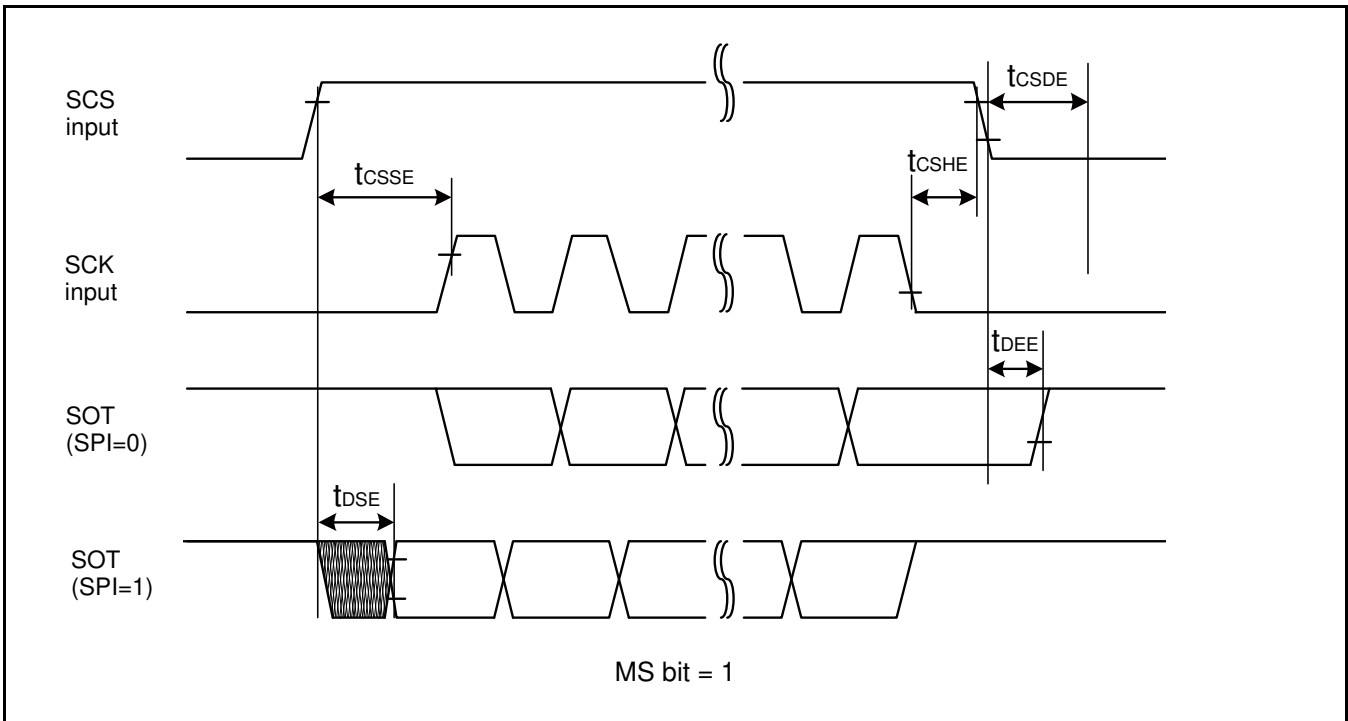 SCS
input
tCSDE
tCSHE
tCSSE
SCK
input
tDEE
SOT
(SPI=0)
tDSE
SOT
(SPI=1)
MS bit = 1